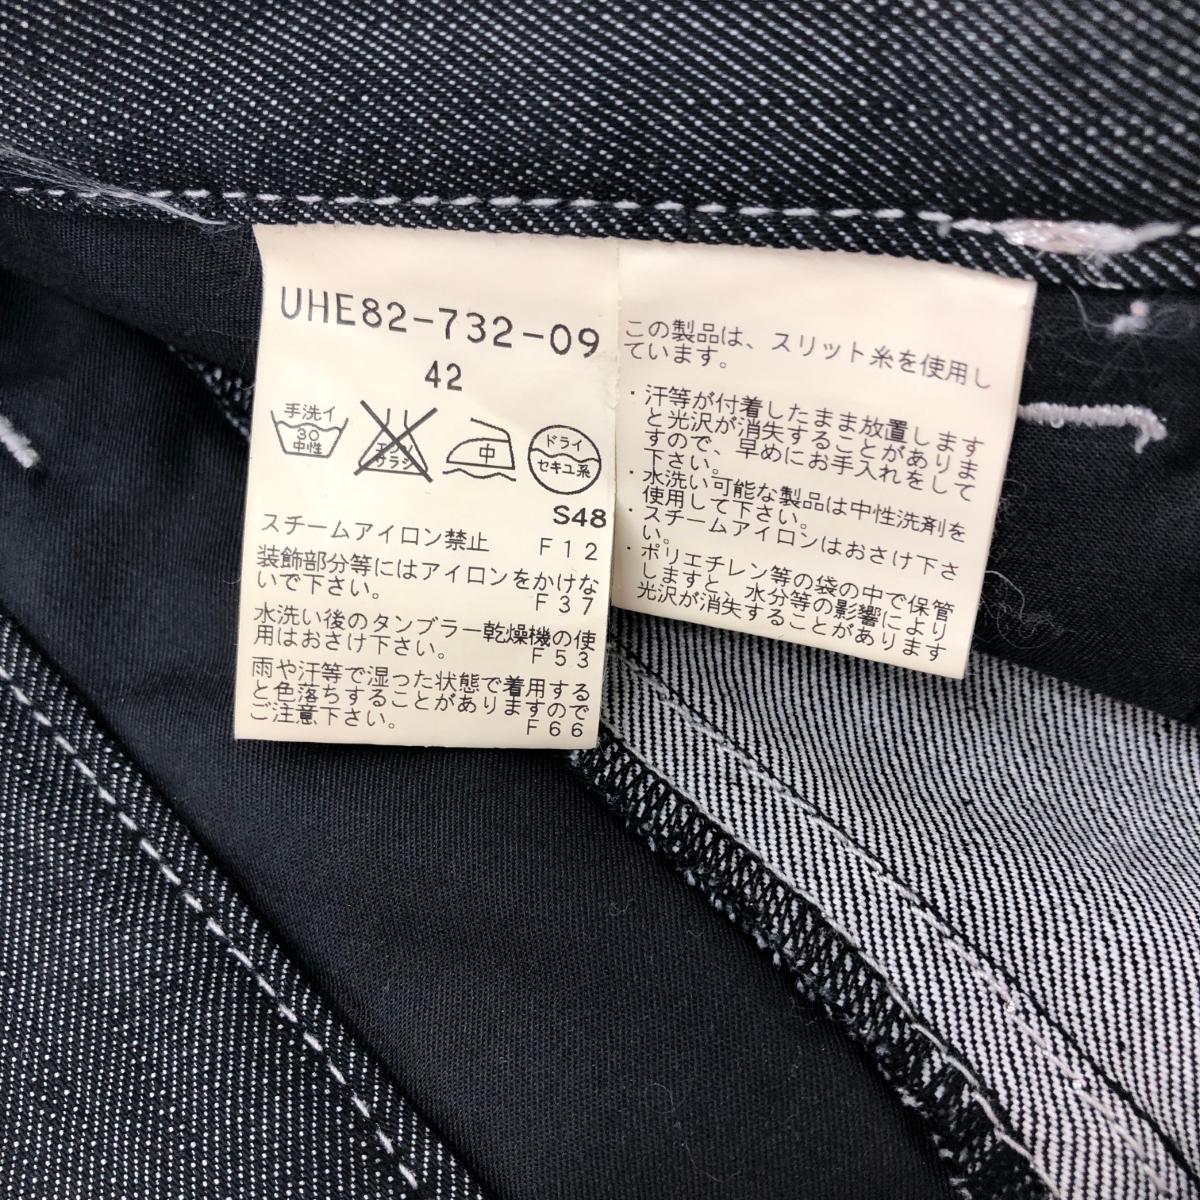 UHE82-732-09
42
手洗イ
30
中性
エンソ
サラシ
中
ドライ
セキユ系
S48
スチームアイロン禁止 F12
装飾部分等にはアイロンをかけな
いで下さい。 F37
水洗い後のタンブラー乾燥機の使
用はおさけ下さい。 F53
雨や汗等で湿った状態で着用する
と色落ちすることがありますので
ご注意下さい。 F66
この製品は、スリット糸を使用し
ています。
・汗等が付着したまま放置します
と光沢が消失することがありま
すので、早めにお手入れをして
下さい。
・水洗い可能な製品は中性洗剤を
使用して下さい。
・スチームアイロンはおさけ下さ
い。
・ポリエチレン等の袋の中で保管
しますと、水分等の影響により
光沢が消失することがあります